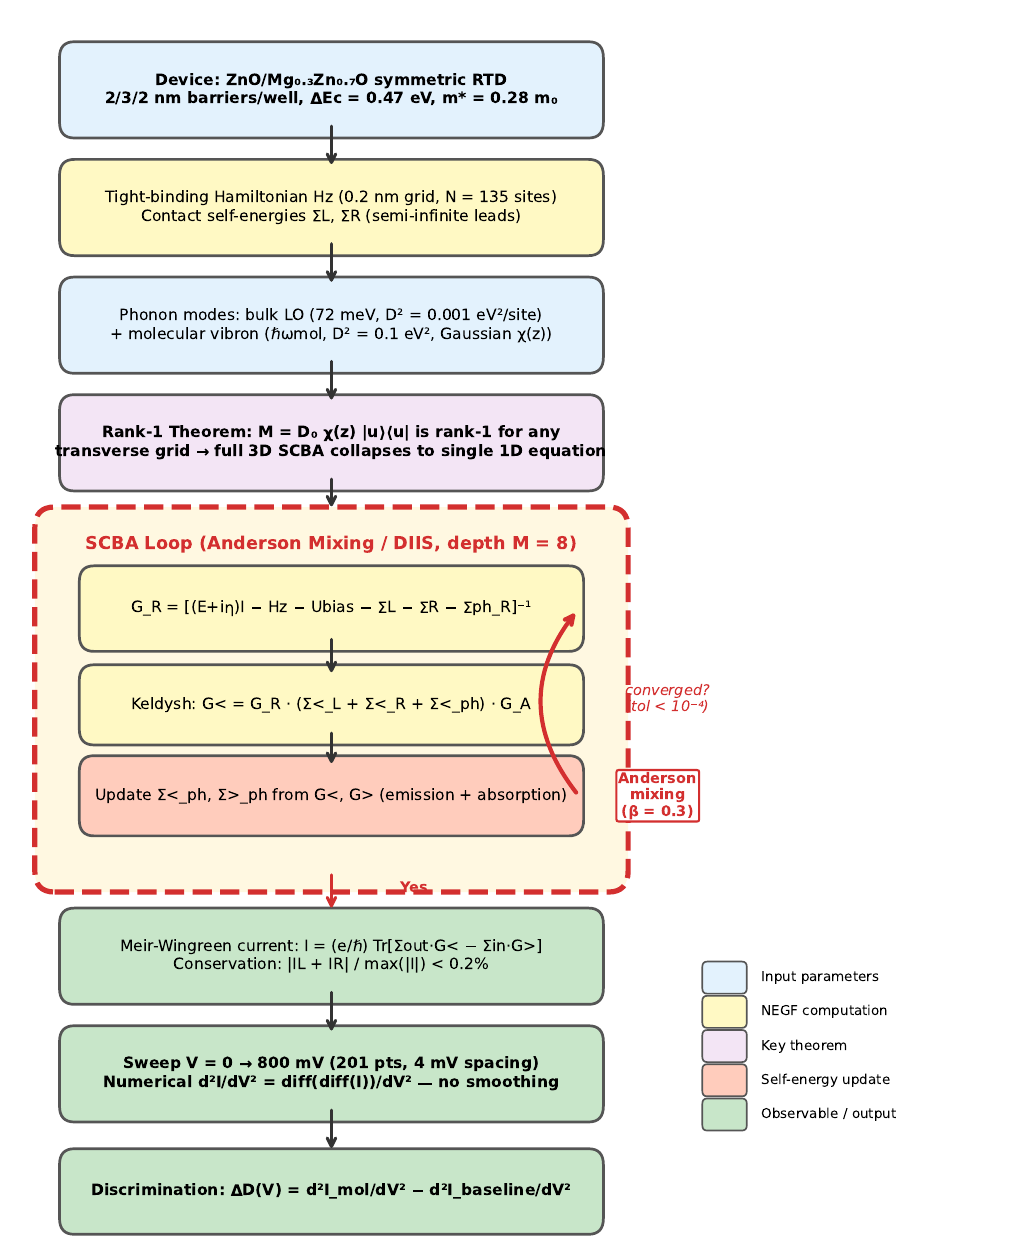 Device: ZnO/Mg₀.₃Zn₀.₇O symmetric RTD
2/3/2 nm barriers/well, ΔEc = 0.47 eV, m* = 0.28 m₀
Tight-binding Hamiltonian Hz (0.2 nm grid, N = 135 sites)
Contact self-energies ΣL, ΣR (semi-infinite leads)
Phonon modes: bulk LO (72 meV, D² = 0.001 eV²/site)
+ molecular vibron (ℏωmol, D² = 0.1 eV², Gaussian χ(z))
Rank-1 Theorem: M = D₀ χ(z) |u⟩⟨u| is rank-1 for any
transverse grid → full 3D SCBA collapses to single 1D equation
SCBA Loop (Anderson Mixing / DIIS, depth M = 8)
G_R = [(E+iη)I − Hz − Ubias − ΣL − ΣR − Σph_R]⁻¹
Keldysh: G< = G_R · (Σ<_L + Σ<_R + Σ<_ph) · G_A
converged?
(tol < 10⁻⁴)
Update Σ<_ph, Σ>_ph from G<, G> (emission + absorption)
Anderson
mixing
(β = 0.3)
Yes
Meir-Wingreen current: I = (e/ℏ) Tr[Σout·G< − Σin·G>]
Conservation: |IL + IR| / max(|I|) < 0.2%
Sweep V = 0 → 800 mV (201 pts, 4 mV spacing)
Numerical d²I/dV² = diff(diff(I))/dV² — no smoothing
Discrimination: ΔD(V) = d²I_mol/dV² − d²I_baseline/dV²
Input parameters
NEGF computation
Key theorem
Self-energy update
Observable / output